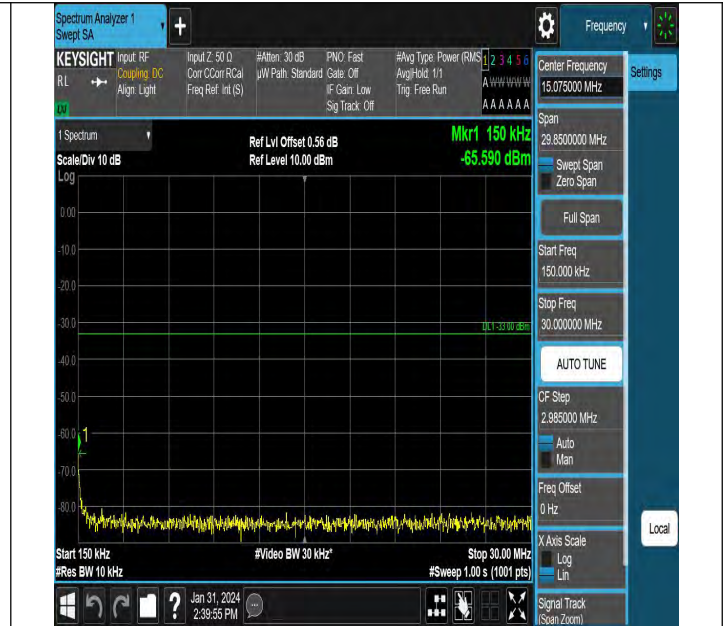 Spectrum Analyzer 1
Swept SA
+
Frequency
KEYSIGHT
RL
Input: RF
Coupling: DC
Align: Light
Input Z: 50 Ω
Corr CCorr RCal
Freq Ref: Int (S)
#Atten: 30 dB
µW Path: Standard
PNO: Fast
Gate: Off
IF Gain: Low
Sig Track: Off
#Avg Type: Power (RMS
Avg|Hold: 1/1
Trig: Free Run
1 2 3 4 5 6
A W W W W W
A A A A A A
1 Spectrum
Scale/Div 10 dB
Log
Ref Lvl Offset 0.56 dB
Ref Level 10.00 dBm
Mkr1 150 kHz
-65.590 dBm
0.00
-10.0
-20.0
-30.0
DL1 -33.00 dBm
-40.0
-50.0
-60.0
1
-70.0
-80.0
Start 150 kHz
#Res BW 10 kHz
#Video BW 30 kHz*
Stop 30.00 MHz
#Sweep 1.00 s (1001 pts)
Center Frequency
15.075000 MHz
Settings
Span
29.8500000 MHz
Swept Span
Zero Span
Full Span
Start Freq
150.000 kHz
Stop Freq
30.000000 MHz
AUTO TUNE
CF Step
2.985000 MHz
Auto
Man
Freq Offset
0 Hz
X Axis Scale
Log
Lin
Local
Signal Track
(Span Zoom)
?
Jan 31, 2024
2:39:55 PM